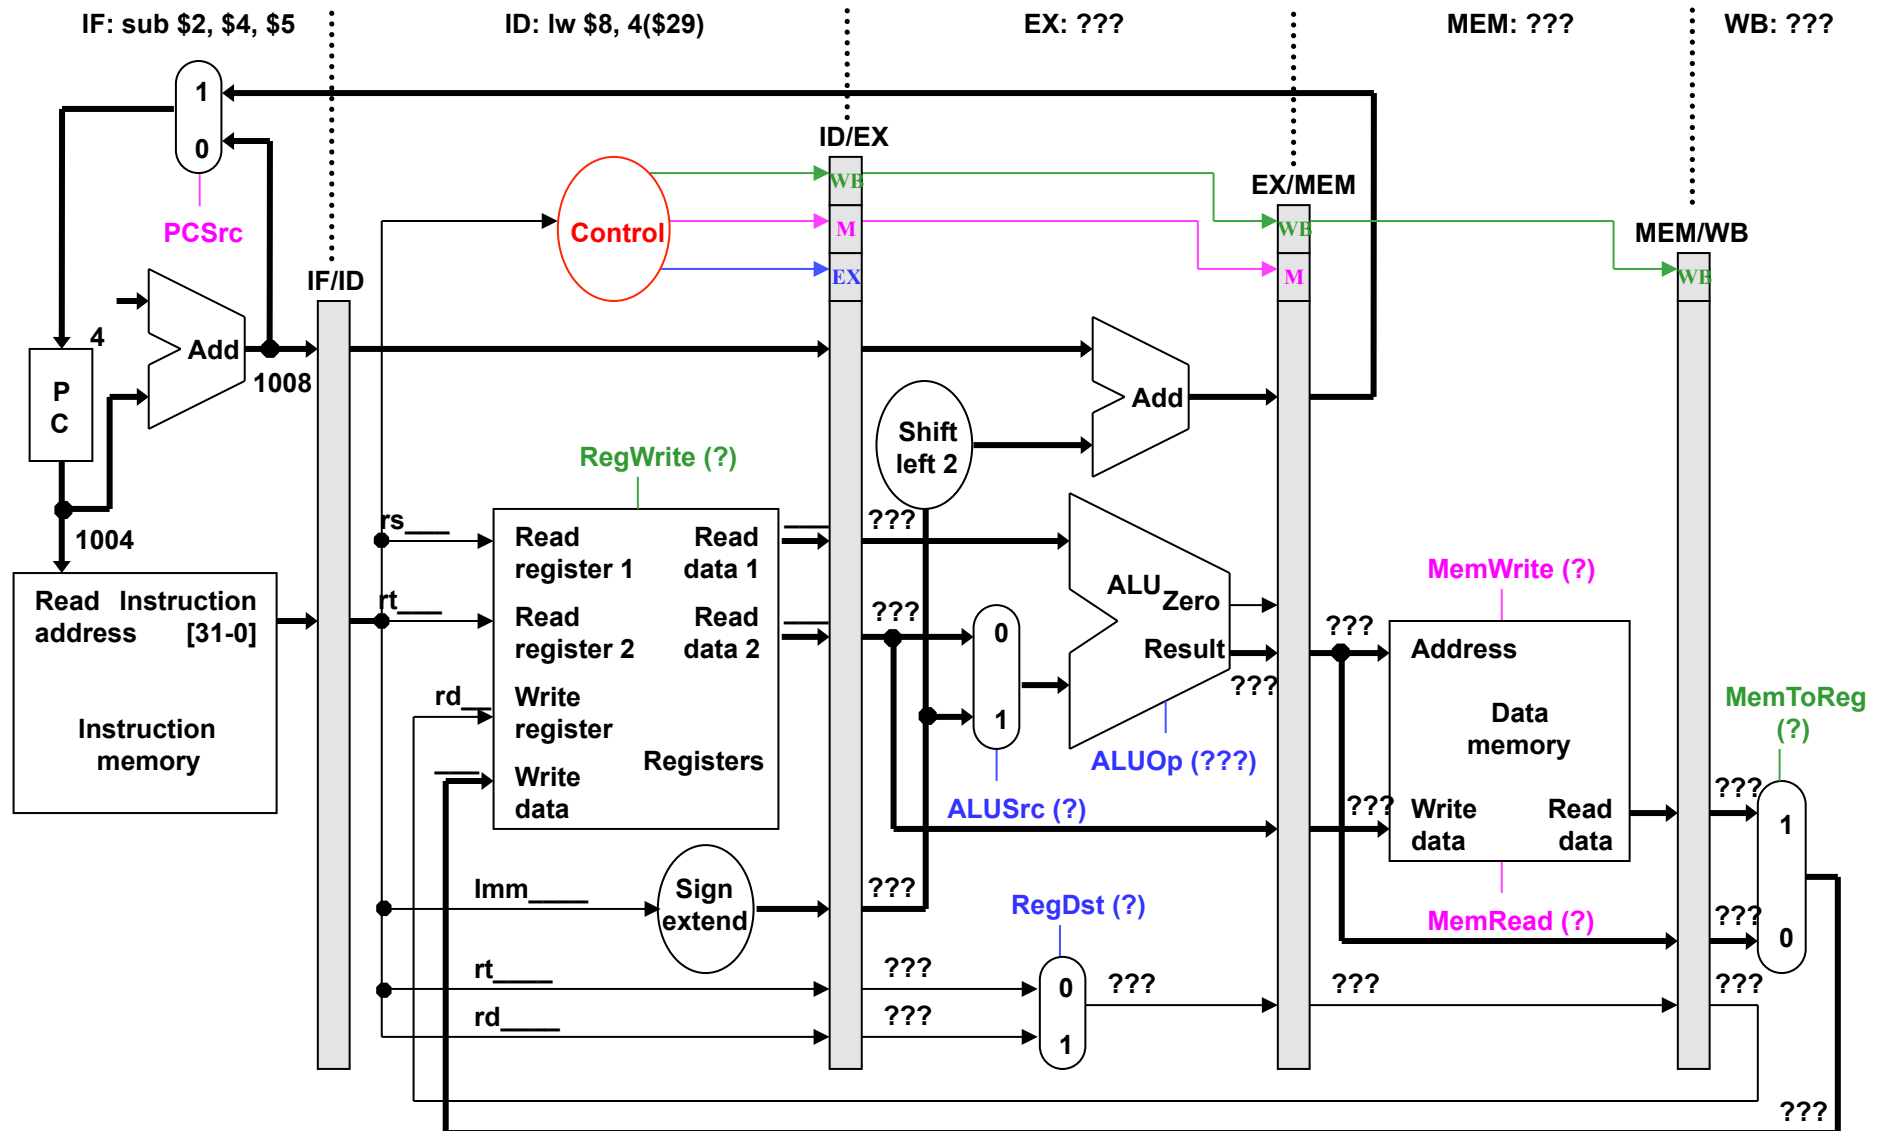 IF: sub $2, $4, $5
ID: lw $8, 4($29)
EX: ???
MEM: ???
WB: ???
1
0
PCSrc
ID/EX
WB
M
EX
Control
EX/MEM
WB
M
MEM/WB
WB
IF/ID
4
Add
1008
P
C
1004
Add
Shift
left 2
RegWrite (?)
rs___
rt___
rd__
___
Read
register 1
Read
data 1
Read
register 2
Read
data 2
Write
register
Write
data
Registers
___
___
???
???
0
1
ALU
Zero
Result
???
ALUSrc (?)
ALUOp (???)
Read
address
Instruction
[31-0]
Instruction
memory
MemWrite (?)
???
Address
Data
memory
???
Write
data
Read
data
MemRead (?)
MemToReg
(?)
???
1
???
0
Imm____
Sign
extend
???
RegDst (?)
rt____
???
0
???
???
???
rd____
???
1
???